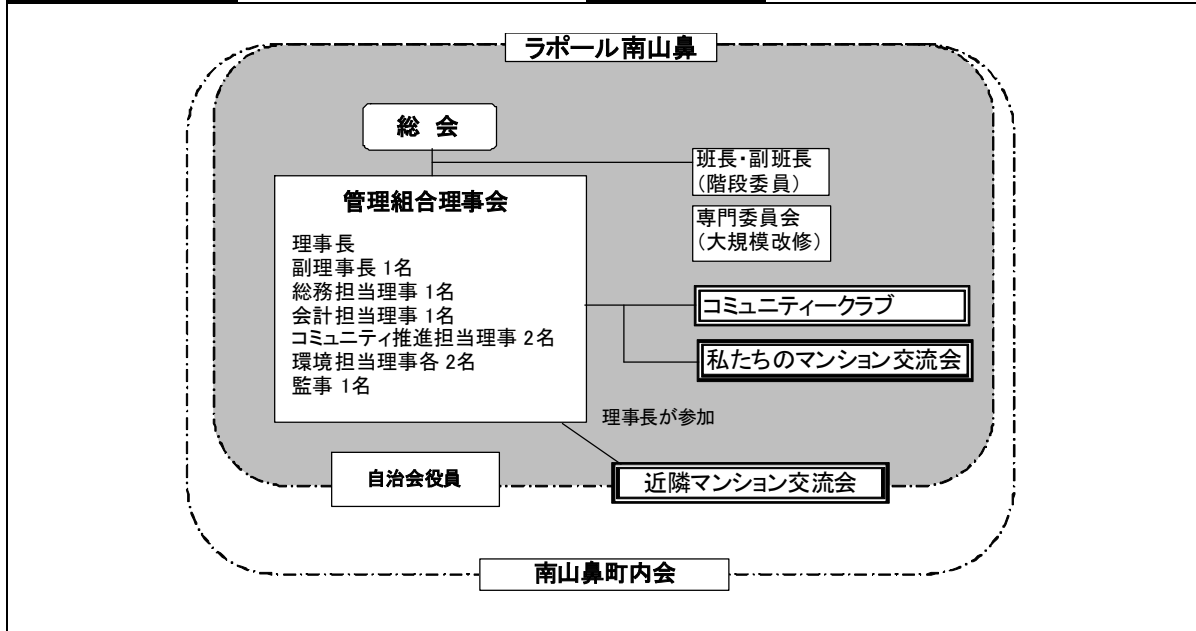 ラポール南山鼻
総 会
班長・副班長
(階段委員)
管理組合理事会
専門委員会
(大規模改修)
理事長
副理事長 1名
総務担当理事 1名
会計担当理事 1名
コミュニティ推進担当理事 2名
環境担当理事各 2名
監事 1名
コミュニティークラブ
私たちのマンション交流会
理事長が参加
自治会役員
近隣マンション交流会
南山鼻町内会